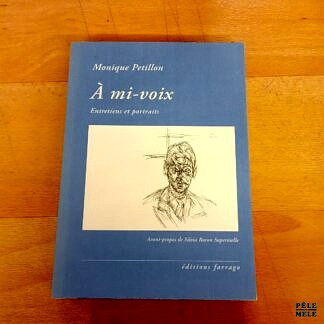 Monique Petillon
À mi-voix
Entretiens et portraits
Avant-propos de Silvia Baron Supervielle
éditions farrago
PÊLE
MÊLE